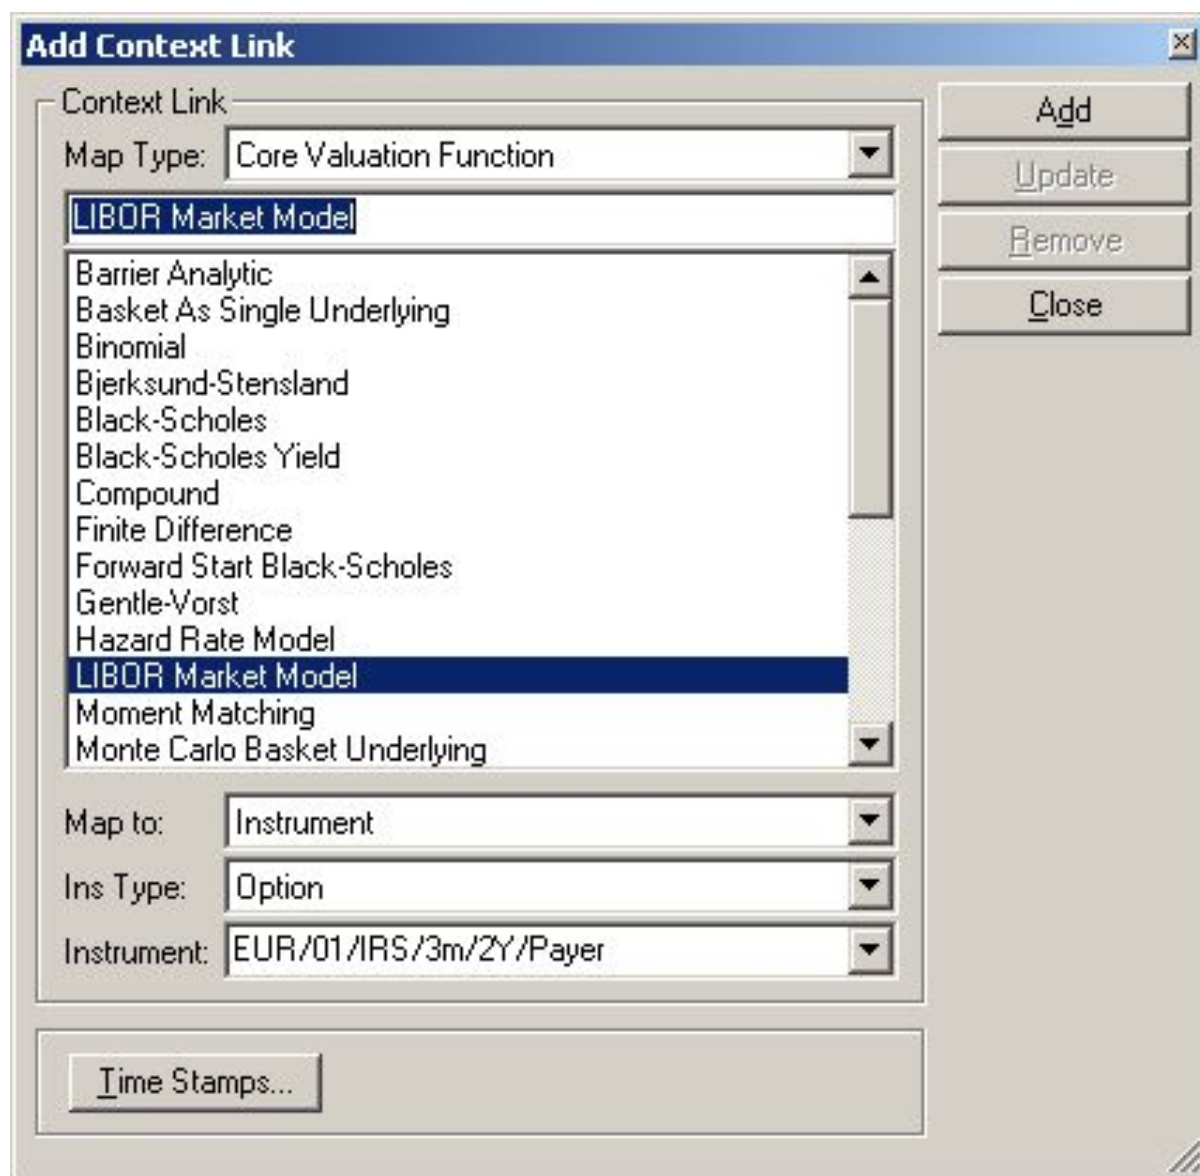 Add Context Link
Context Link
Add
Map Type: Core Valuation Function
Update
LIBOR Market Model
Remove
Barrier Analytic
Basket As Single Underlying
Close
Binomial
Bjerksund-Stensland
Black-Scholes
Black-Scholes Yield
Compound
Finite Difference
Forward Start Black-Scholes
Gentle-Vorst
Hazard Rate Model
LIBOR Market Model
Moment Matching
Monte Carlo Basket Underlying
Map to: Instrument
Ins Type: Option
Instrument: EUR/01/IRS/3m/2Y/Payer
Time Stamps...